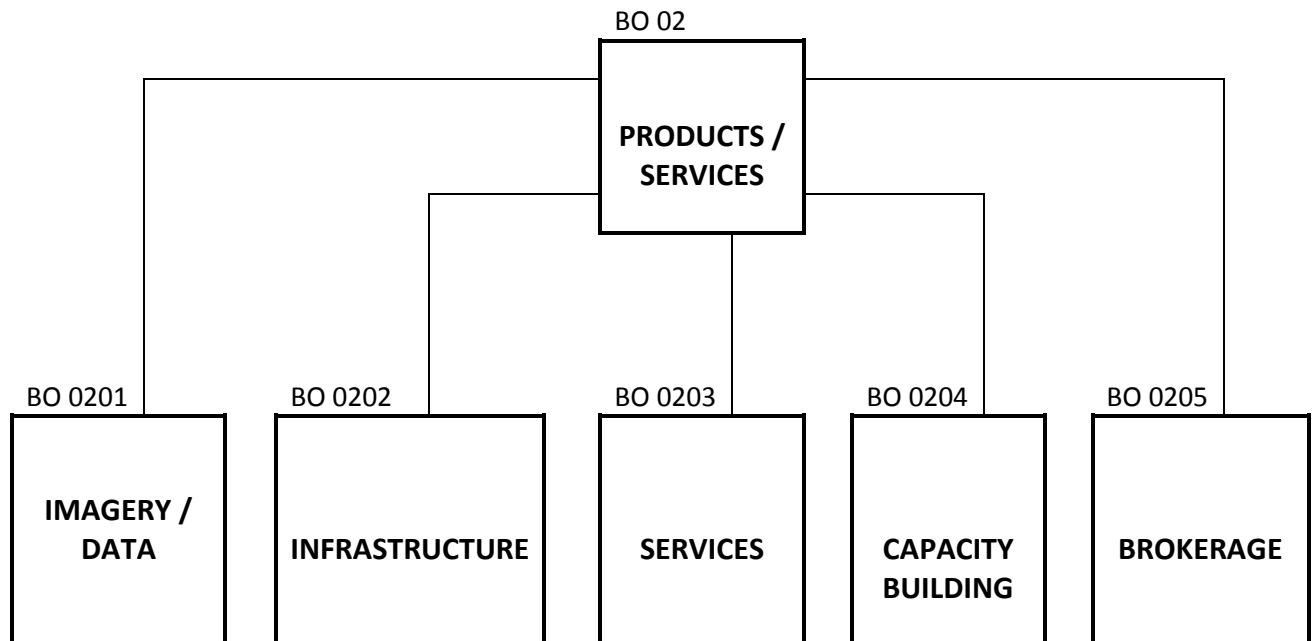 BO 02
PRODUCTS /
SERVICES
BO 0201
BO 0202
BO 0203
BO 0204
BO 0205
IMAGERY /
DATA
INFRASTRUCTURE
SERVICES
CAPACITY
BUILDING
BROKERAGE